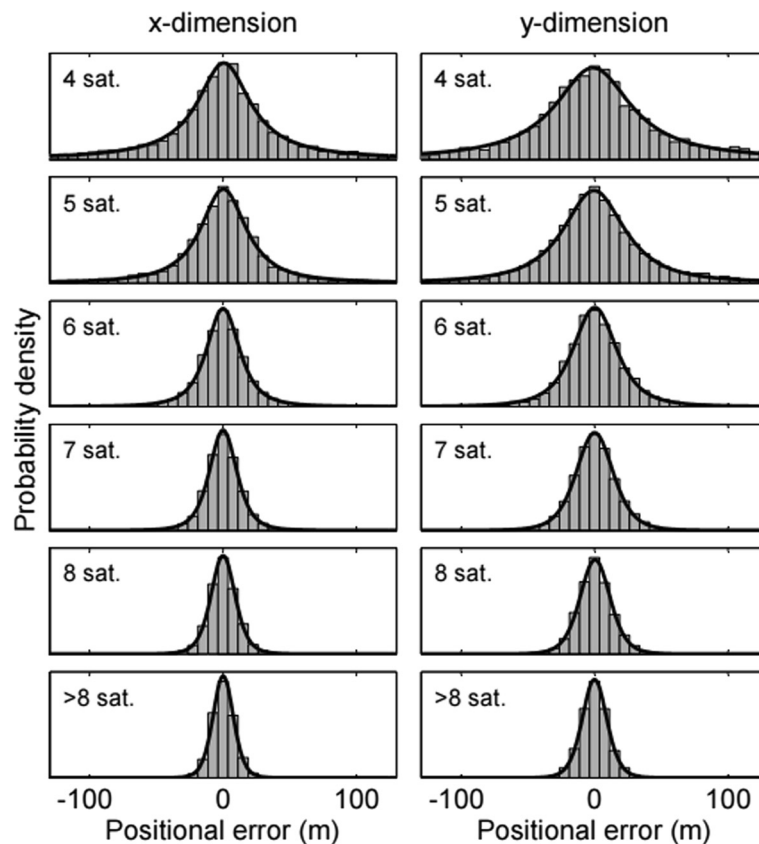 x-dimension
y-dimension
4 sat.
4 sat.
5 sat.
5 sat.
6 sat.
6 sat.
7 sat.
7 sat.
8 sat.
8 sat.
>8 sat.
>8 sat.
Probability density
-100 0 100
-100 0 100
Positional error (m)
Positional error (m)